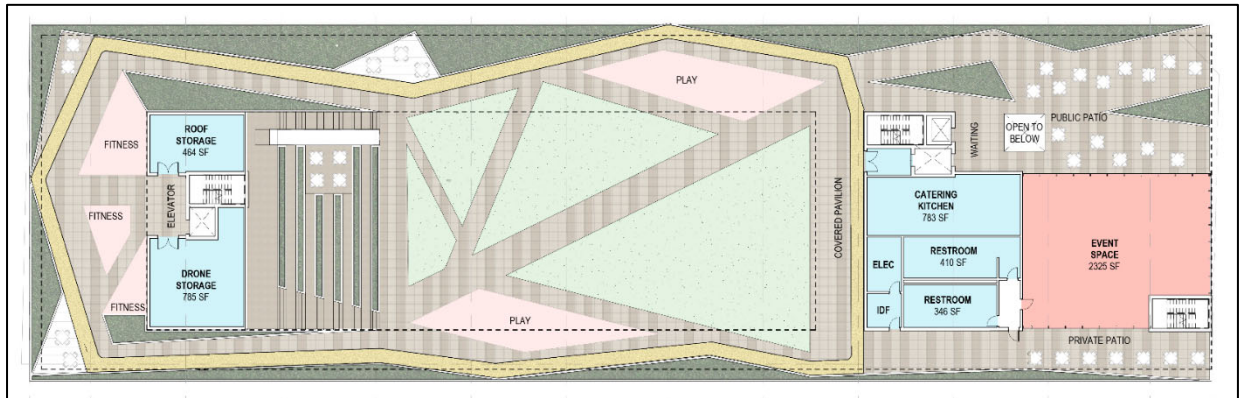 FITNESS
FITNESS
FITNESS
ROOF
STORAGE
464 SF
ELEVATOR
DRONE
STORAGE
785 SF
PLAY
PLAY
COVERED PAVILION
WAITING
OPEN TO
BELOW
PUBLIC PATIO
CATERING
KITCHEN
783 SF
ELEC
RESTROOM
410 SF
IDF
RESTROOM
346 SF
EVENT
SPACE
2325 SF
PRIVATE PATIO